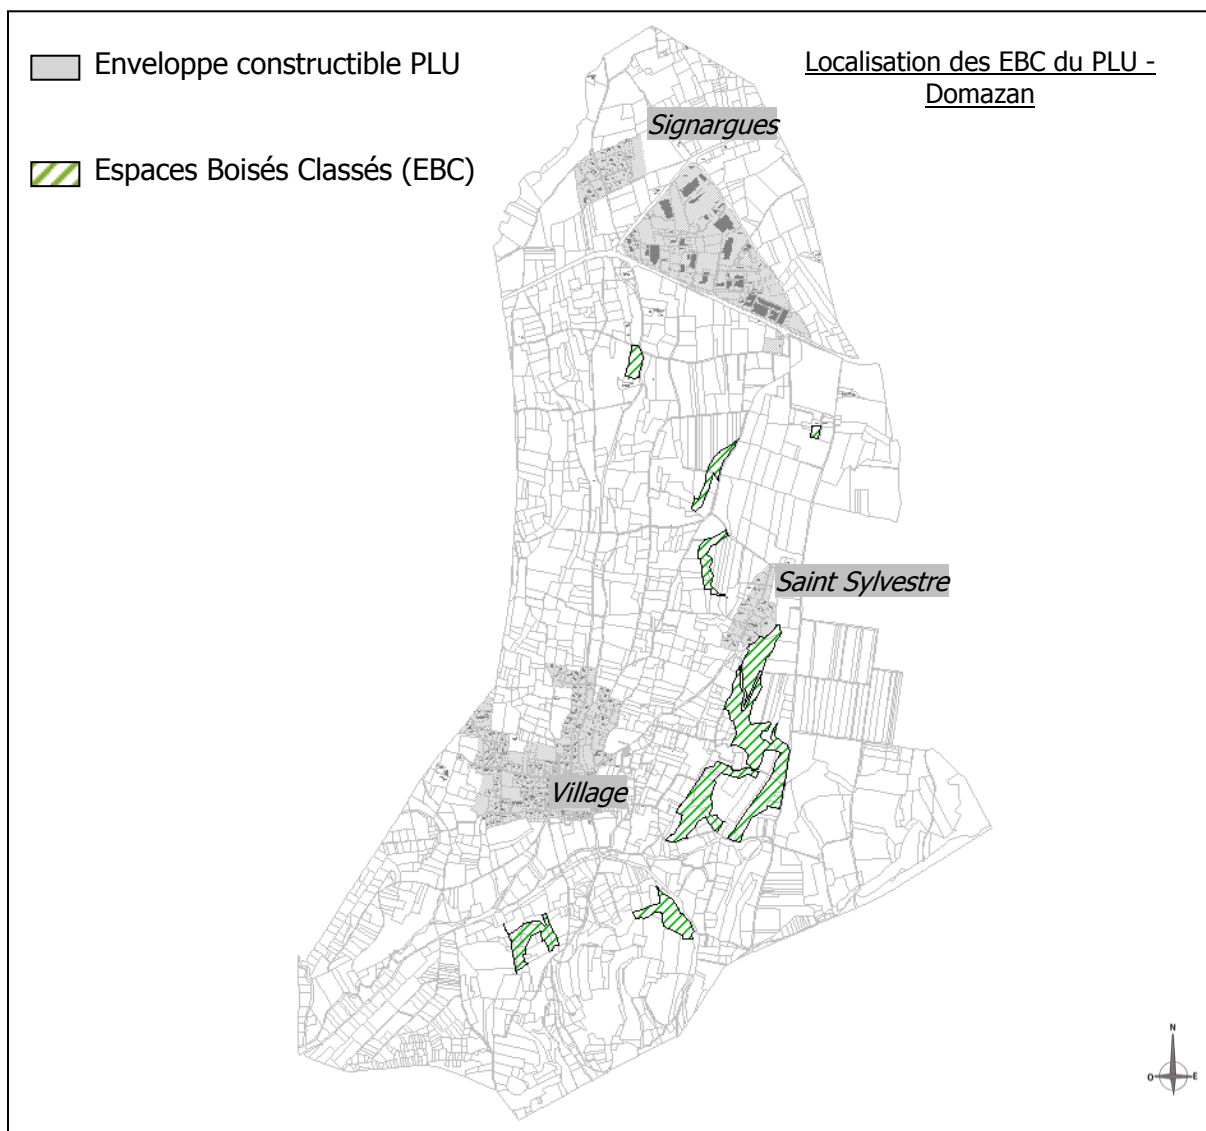 Enveloppe constructible PLU
Localisation des EBC du PLU -
Domazan
Signargues
Espaces Boisés Classés (EBC)
Saint Sylvestre
Village
N
O E